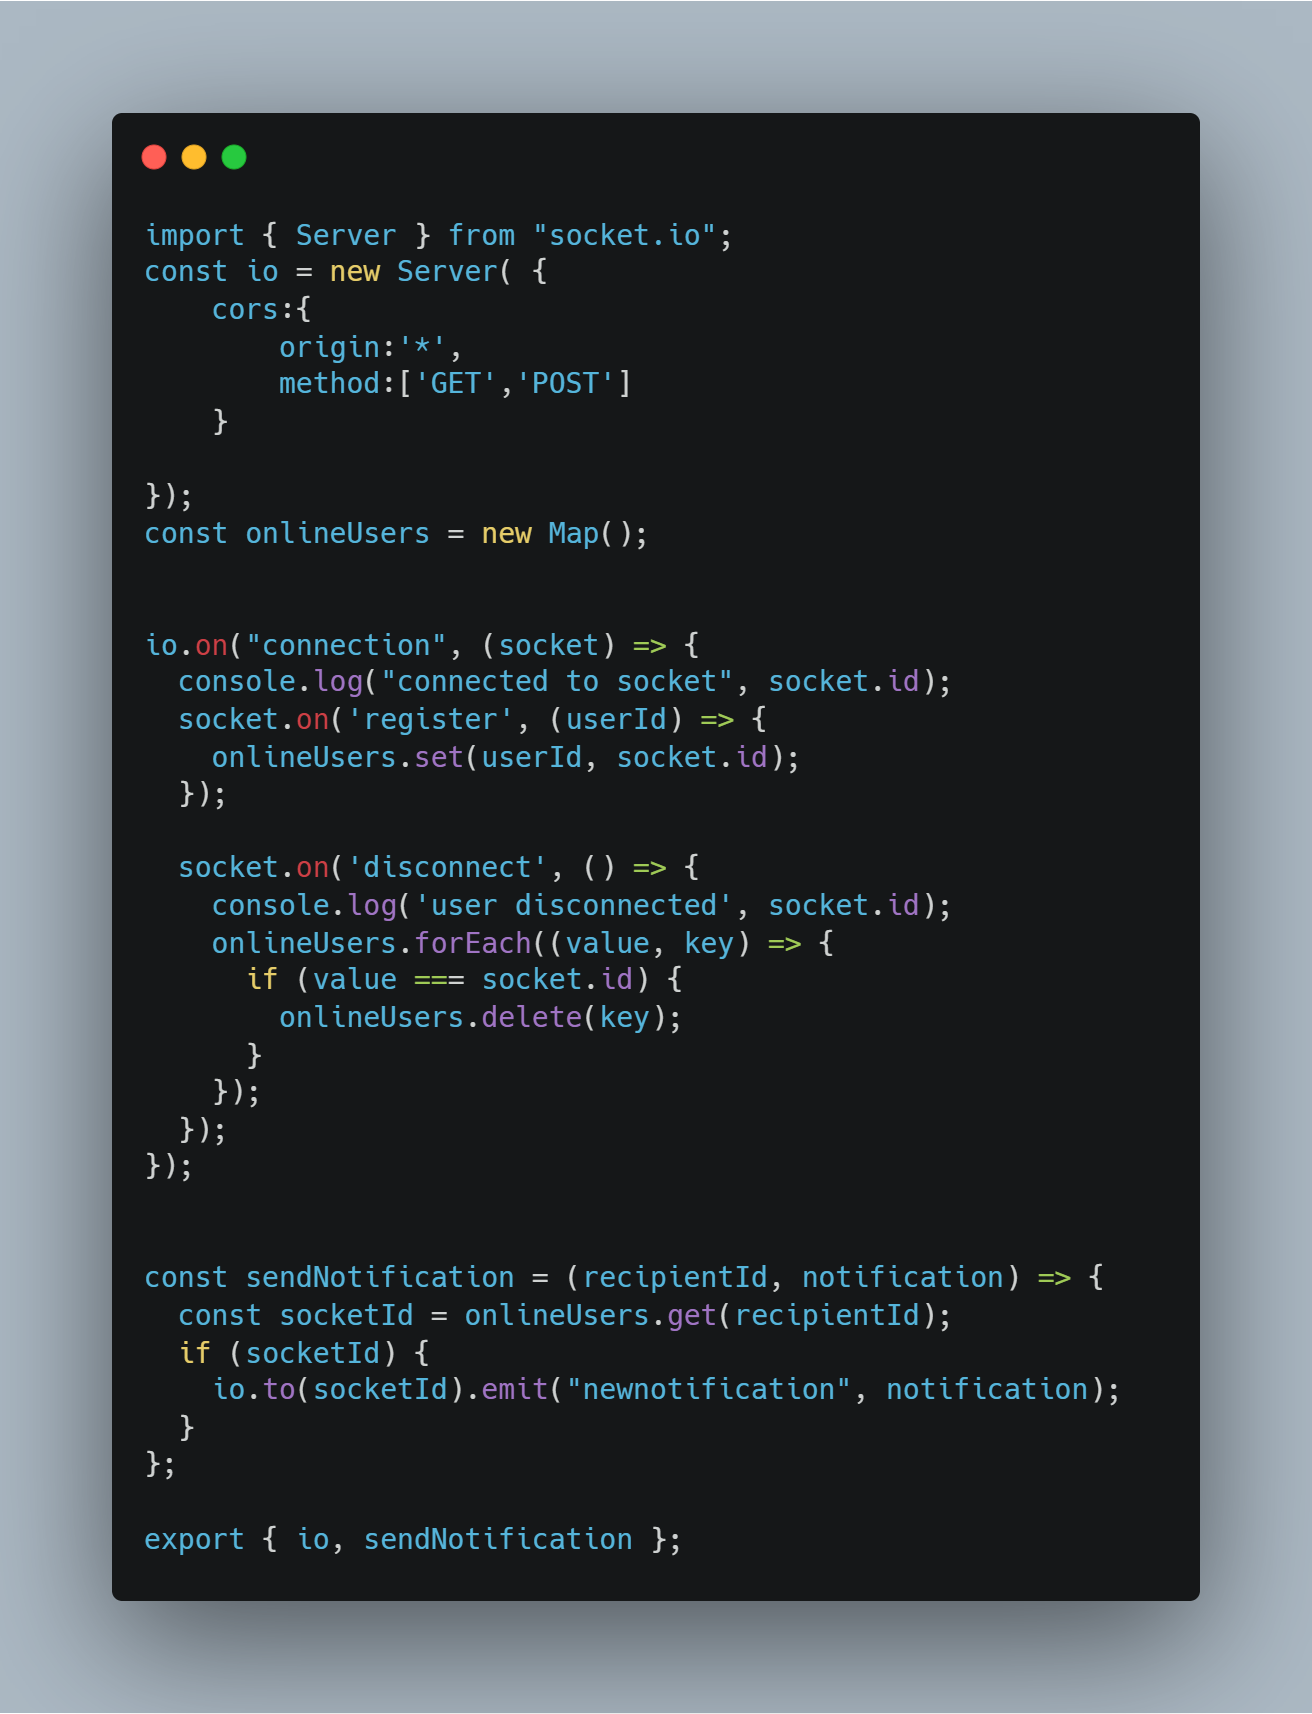 import { Server } from "socket.io";
const io = new Server( {
    cors:{
        origin:'*',
        method:['GET','POST']
    }

});
const onlineUsers = new Map();


io.on("connection", (socket) => {
  console.log("connected to socket", socket.id);
  socket.on('register', (userId) => {
    onlineUsers.set(userId, socket.id);
  });

  socket.on('disconnect', () => {
    console.log('user disconnected', socket.id);
    onlineUsers.forEach((value, key) => {
      if (value === socket.id) {
        onlineUsers.delete(key);
      }
    });
  });
});


const sendNotification = (recipientId, notification) => {
  const socketId = onlineUsers.get(recipientId);
  if (socketId) {
    io.to(socketId).emit("newnotification", notification);
  }
};

export { io, sendNotification };